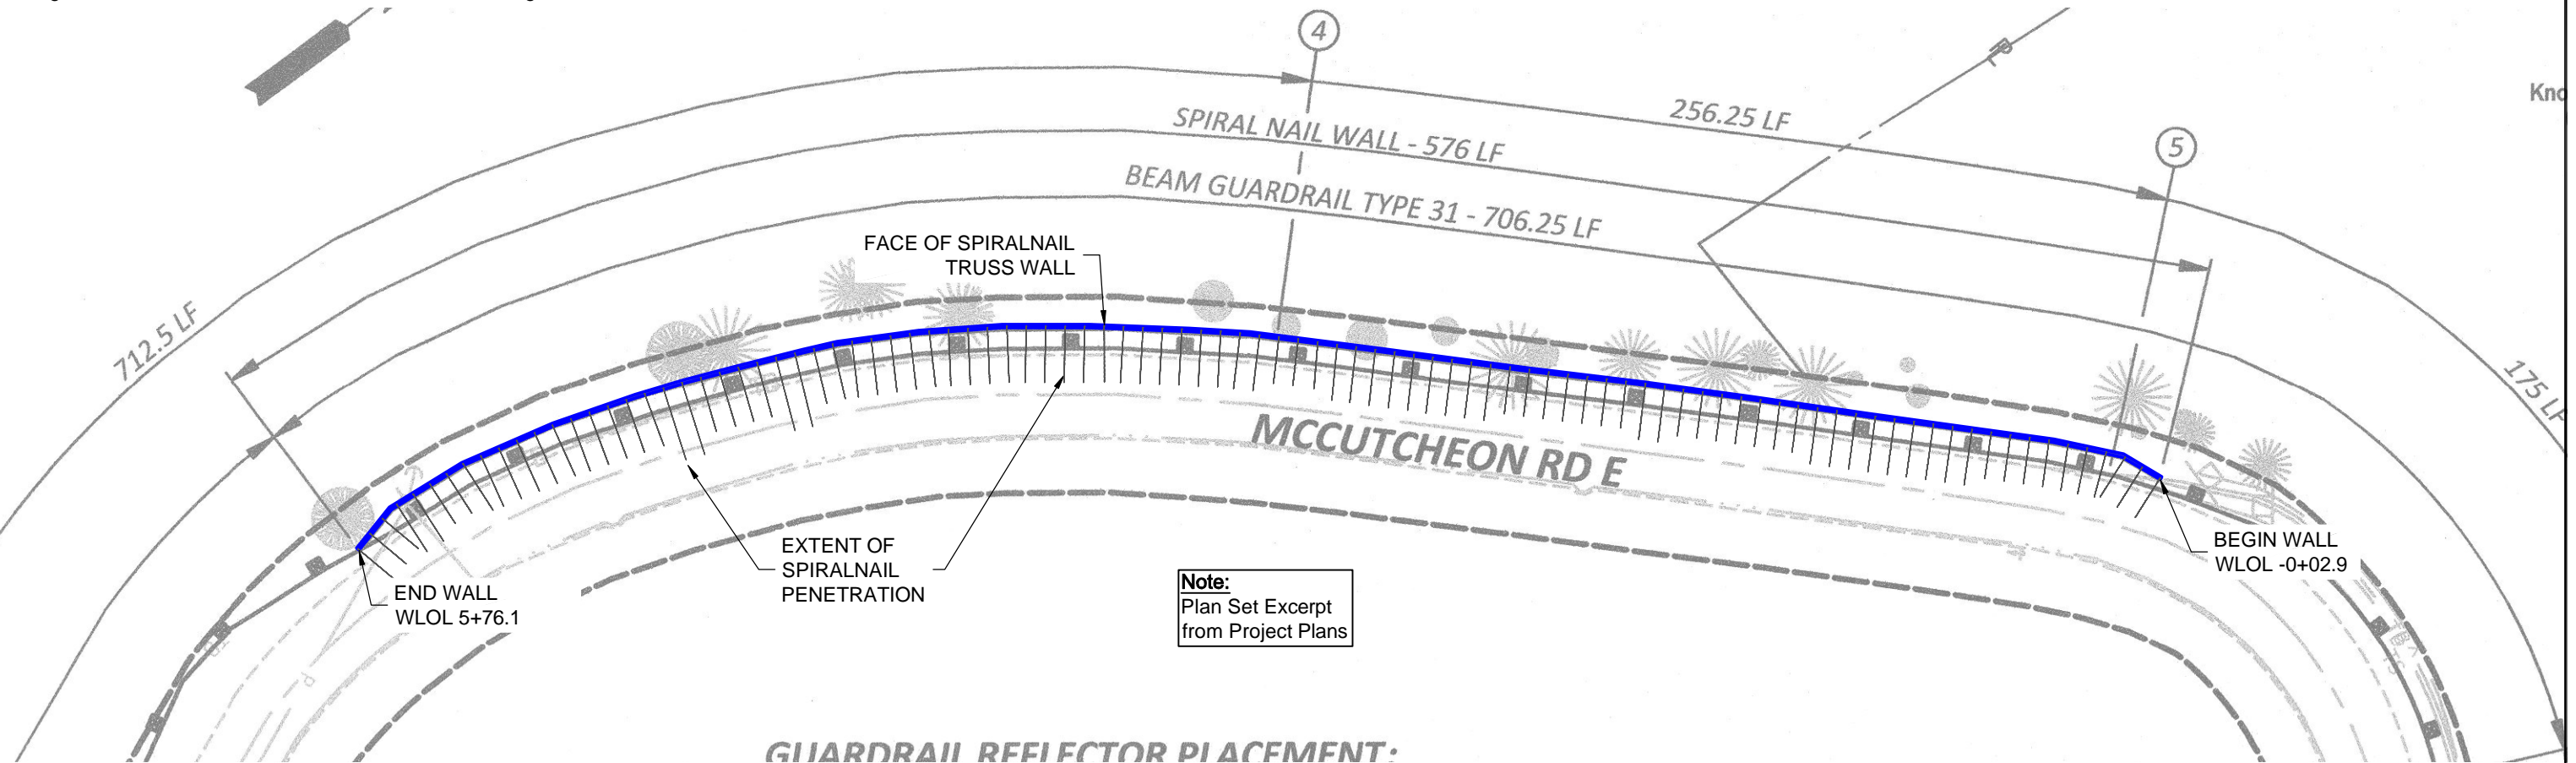 4
256.25 LF
Kno
SPIRAL NAIL WALL - 576 LF
5
BEAM GUARDRAIL TYPE 31 - 706.25 LF
FACE OF SPIRALNAIL
TRUSS WALL
712.5 LF
175 LF
MCCUTCHEON RD E
EXTENT OF
SPIRALNAIL
PENETRATION
BEGIN WALL
WLOL -0+02.9
END WALL
WLOL 5+76.1
Note:
Plan Set Excerpt
from Project Plans
P
GUARDRAIL REFLECTOR PLACEMENT: